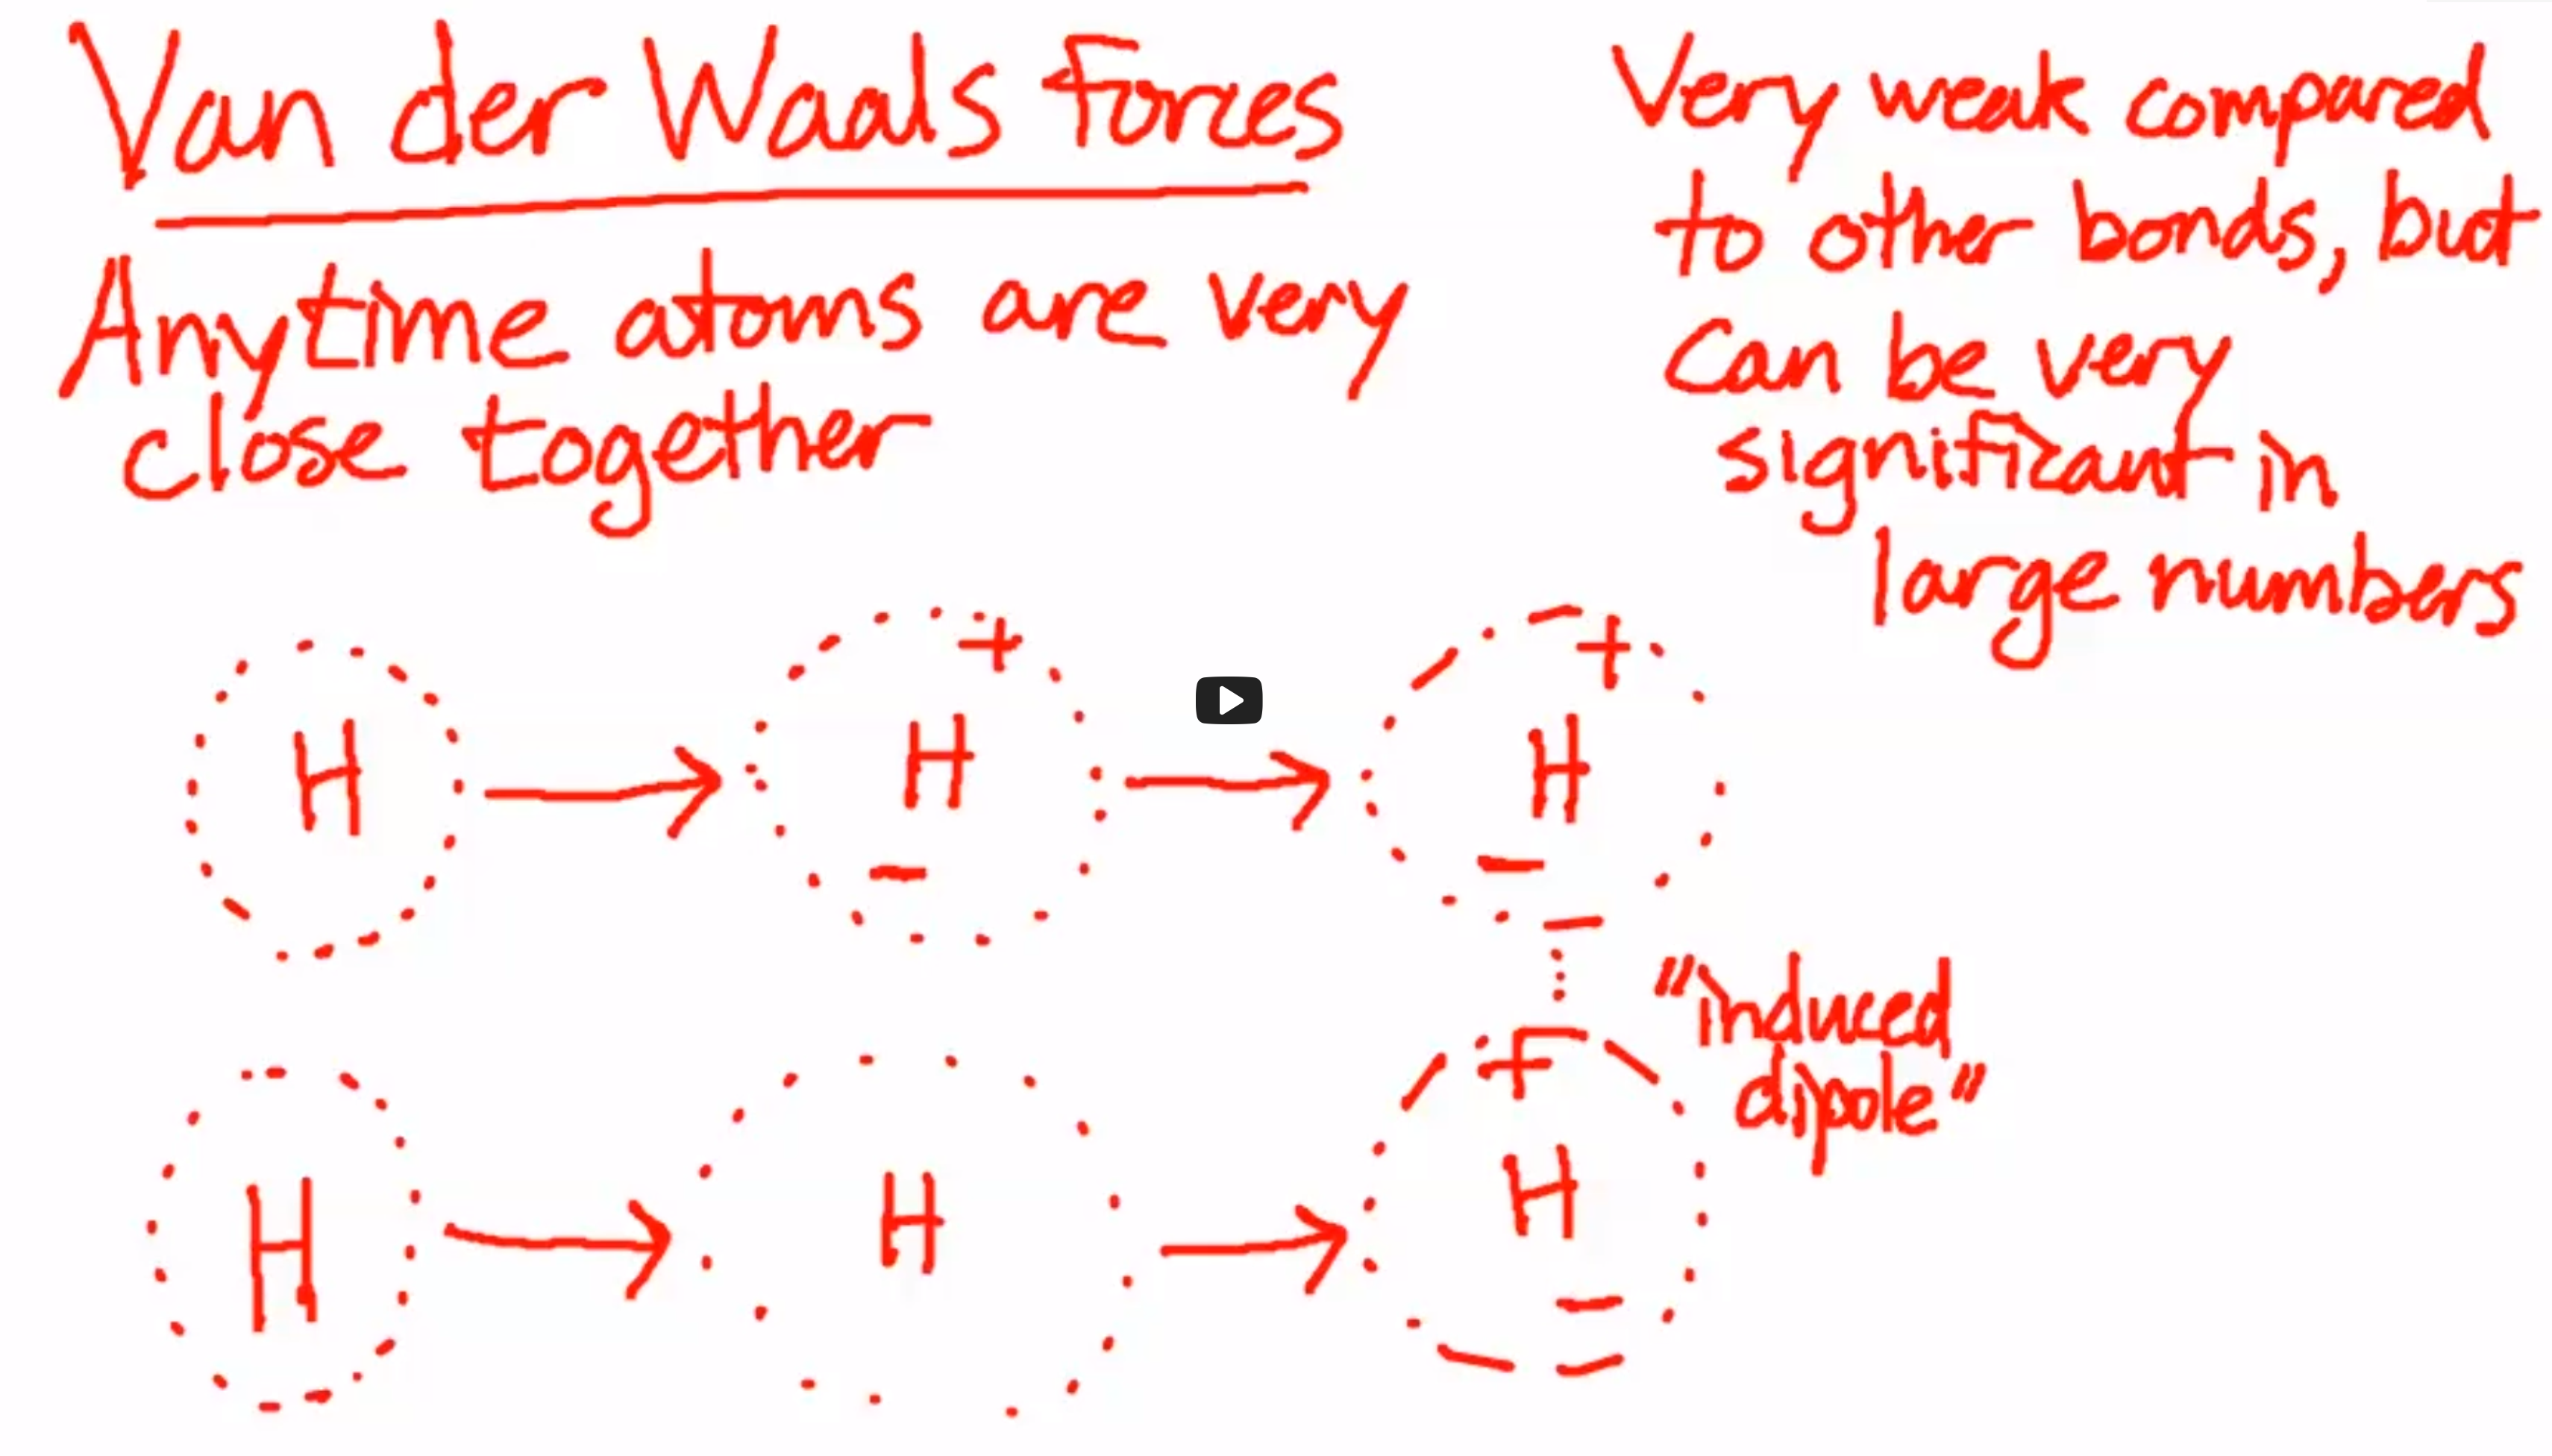 Van der Waals Forces
Anytime atoms are very
close together
Very weak compared
to other bonds, but
can be very
significant in
large numbers
H
+
H
-
+
H
-
"induced
dipole"
H
H
+
H
-